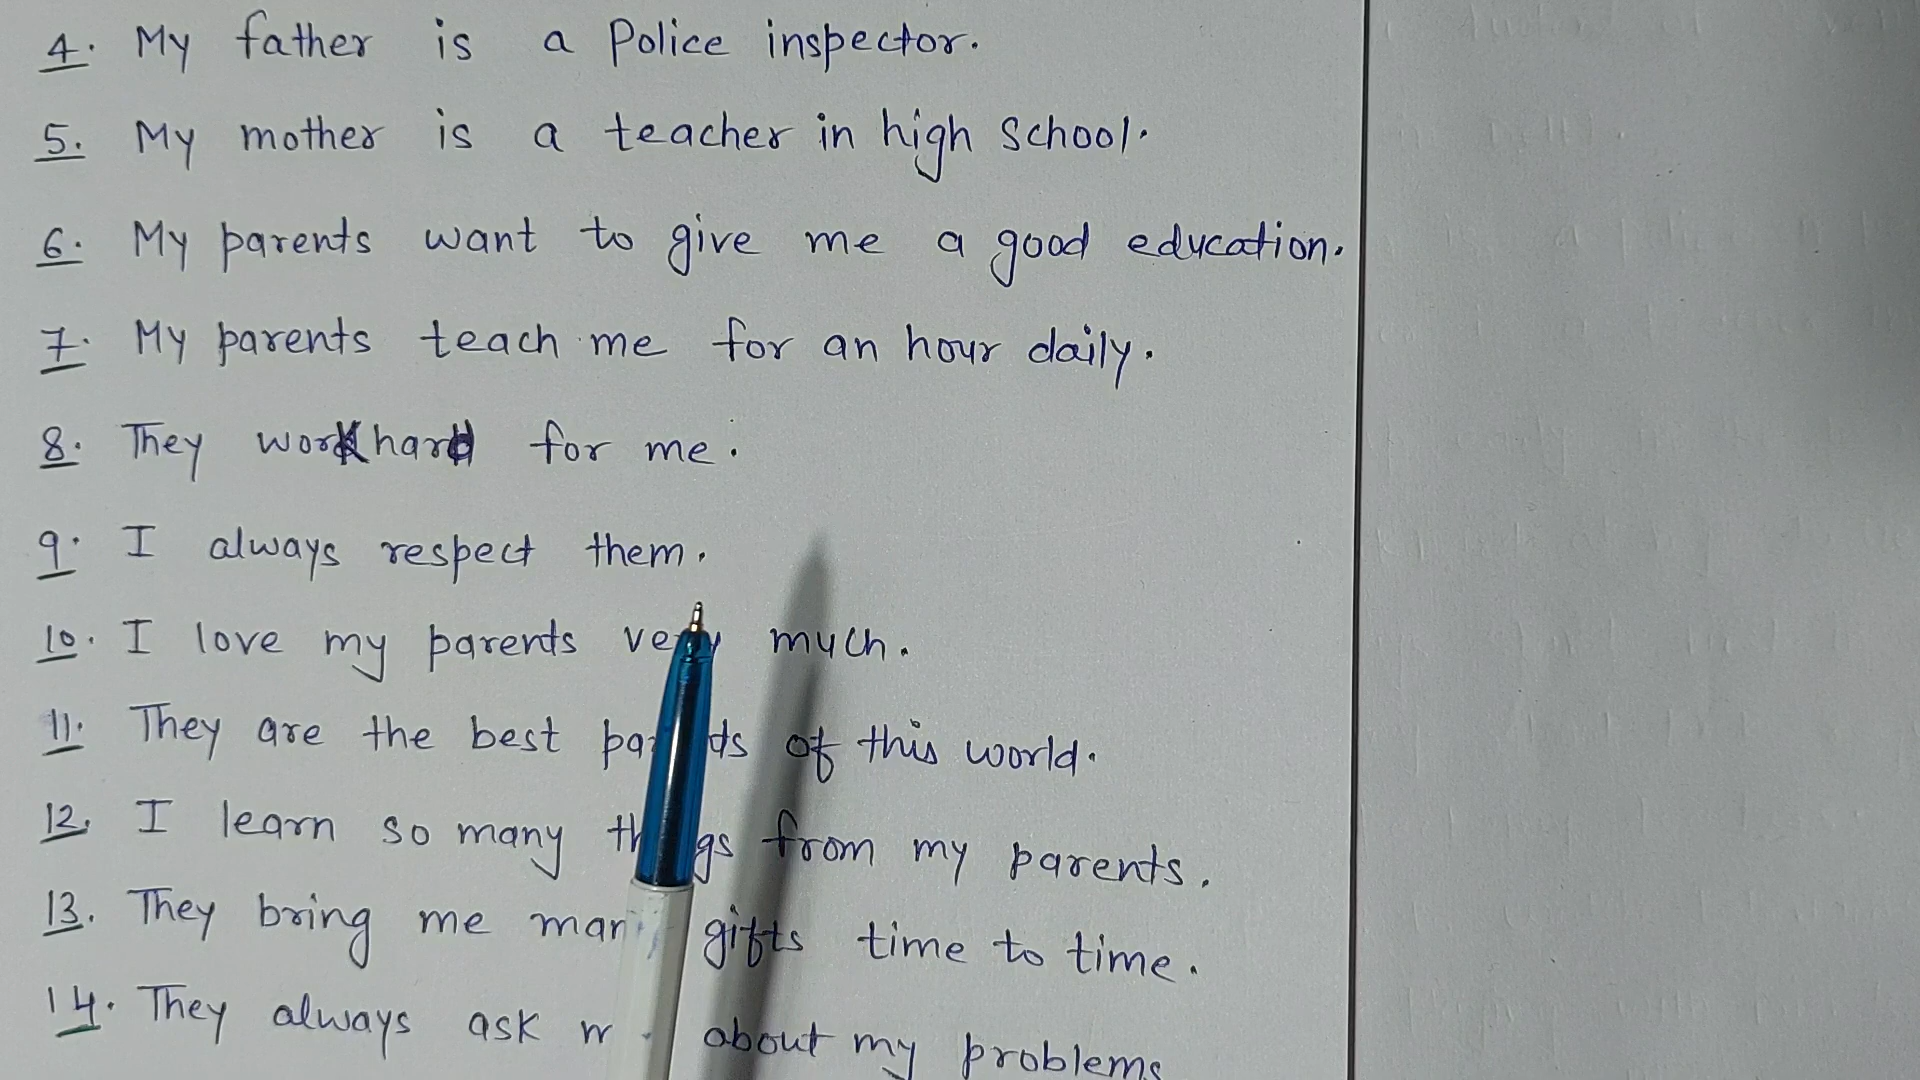 4. My father is a Police inspector.
5. My mother is a teacher in high School.
6. My parents want to give me a good education.
7. My parents teach me for an hour daily.
8. They work hard for me.
9. I always respect them.
10. I love my parents very much.
11. They are the best of this world.
12. I learn so many from my parents.
13. They bring me many gifts time to time.
14. They always ask about my problems